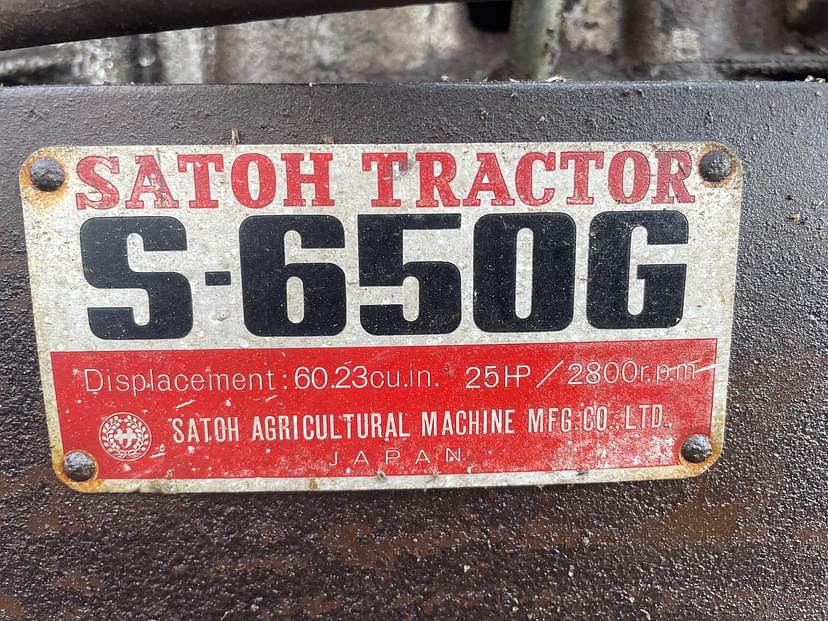 SATOH TRACTOR
S-650G
Displacement: 60.23cu.in. 25HP/2800r.p.m
SATOH AGRICULTURAL MACHINE MFG.CO.,LTD.,
JAPAN